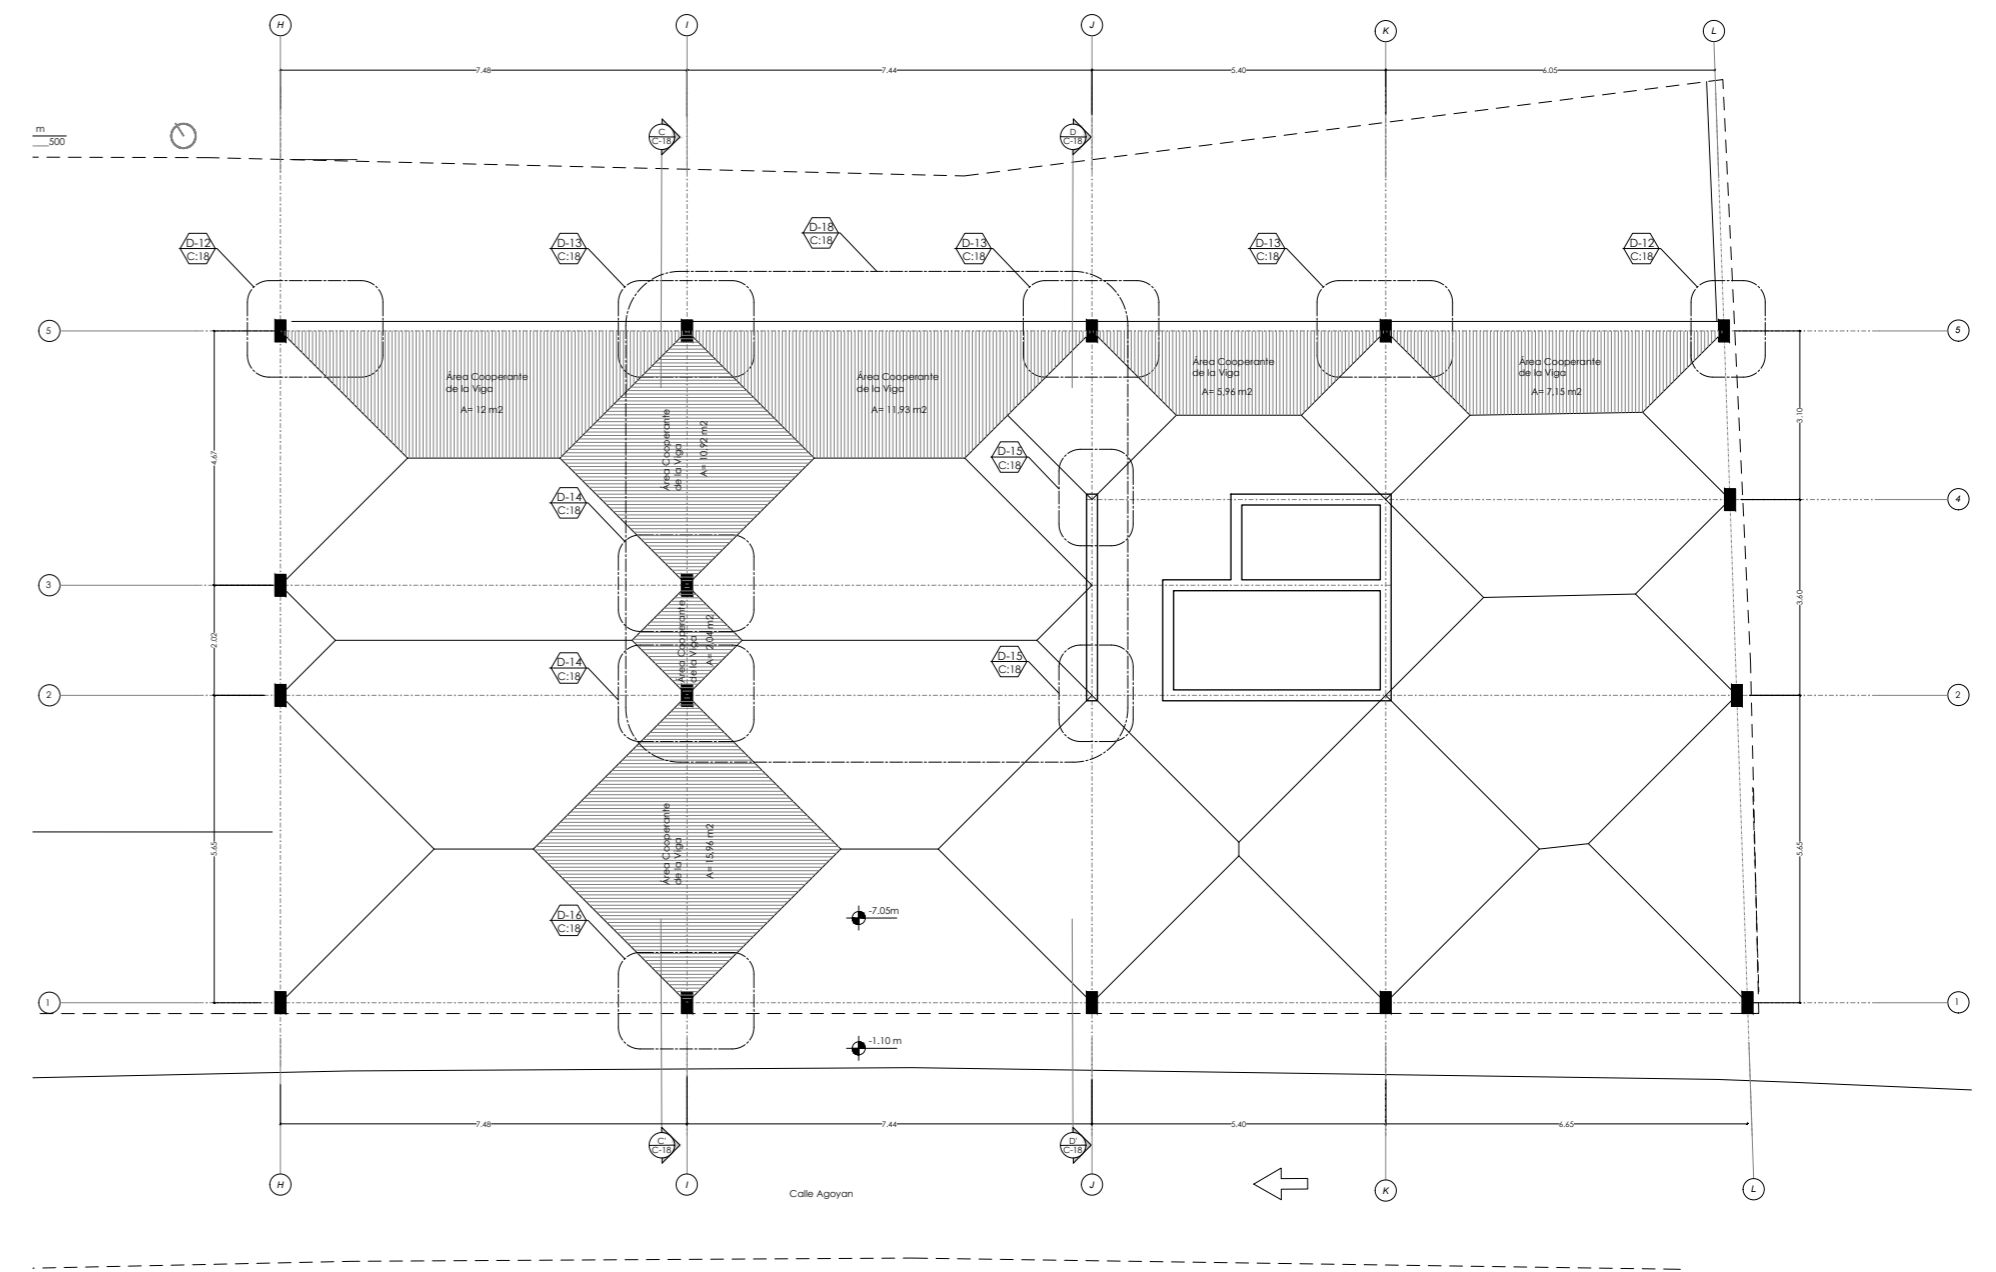 H
I
J
K
L
7.48
7.44
5.40
6.05
m
500
C
C-18
D
C-18
D-12
C:18
D-13
C:18
D-18
C:18
D-13
C:18
D-13
C:18
D-12
C:18
5
5
Área Cooperante
de la Viga
A= 12 m2
Área Cooperante
de la Viga
A= 11,93 m2
Área Cooperante
de la Viga
A= 5,96 m2
Área Cooperante
de la Viga
A= 7,15 m2
Área Cooperante
de la Viga
A= 10,92 m2
3.10
4.67
D-15
C:18
D-14
C:18
4
3
3.60
2.02
Área Cooperante
de la Viga
A= 2,04 m2
D-14
C:18
D-15
C:18
2
2
Área Cooperante
de la Viga
A= 15,96 m2
5.65
5.65
D-16
C:18
-7.05m
1
1
-1.10 m
7.48
7.44
5.40
6.65
C'
C-18
D'
C-18
H
I
J
K
L
Calle Agoyan